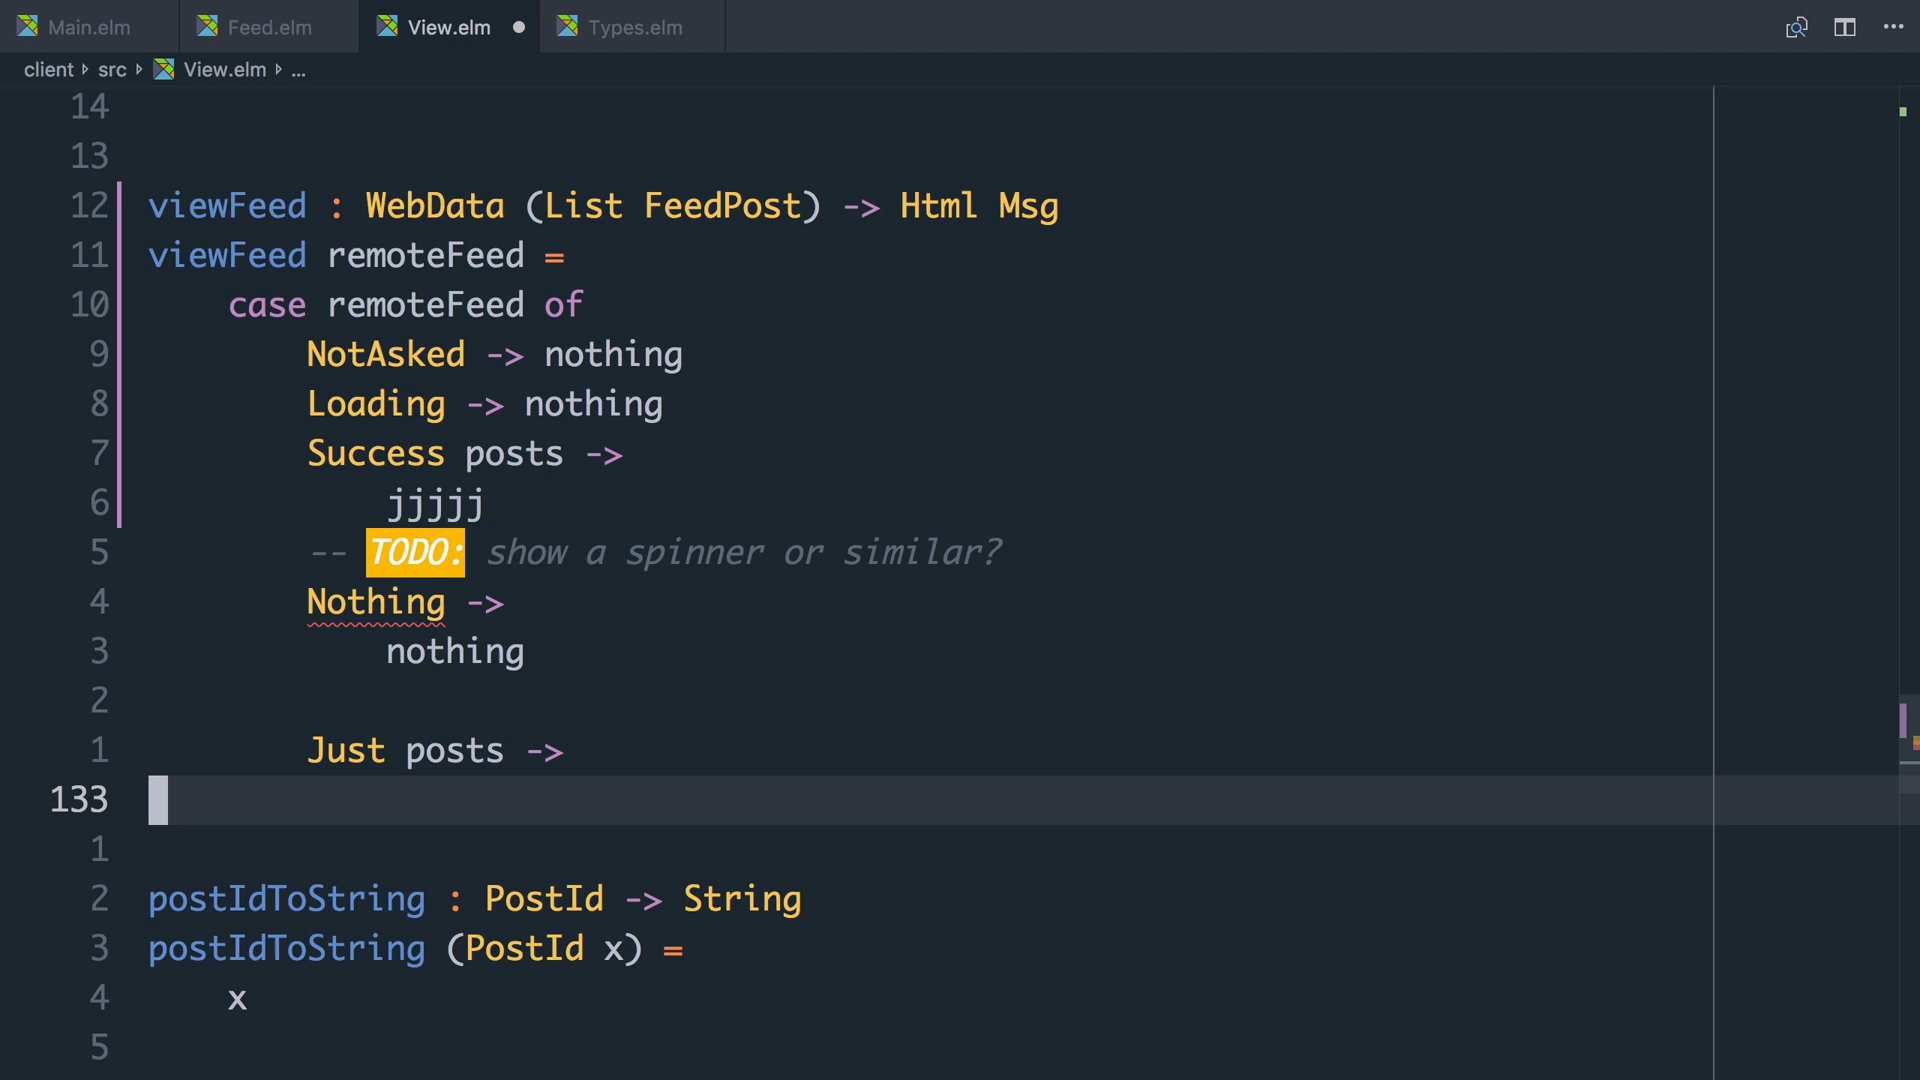 Main.elm Feed.elm View.elm Types.elm
client src View.elm ...
14
13
12 viewFeed : WebData (List FeedPost) -> Html Msg
11 viewFeed remoteFeed =
10 case remoteFeed of
9 NotAsked -> nothing
8 Loading -> nothing
7 Success posts ->
6 jjjjj
5 -- TODO: show a spinner or similar?
4 Nothing ->
3 nothing
2
1 Just posts ->
133
1
2 postIdToString : PostId -> String
3 postIdToString (PostId x) =
4 x
5